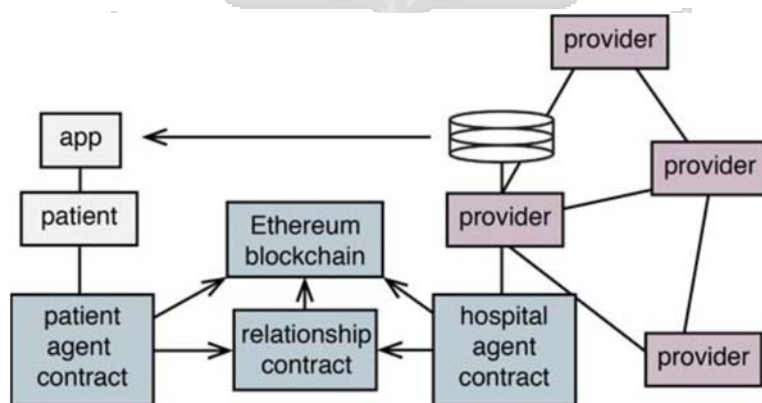 provider
app
provider
patient
provider
Ethereum
blockchain
patient
agent
contract
relationship
contract
hospital
agent
contract
provider